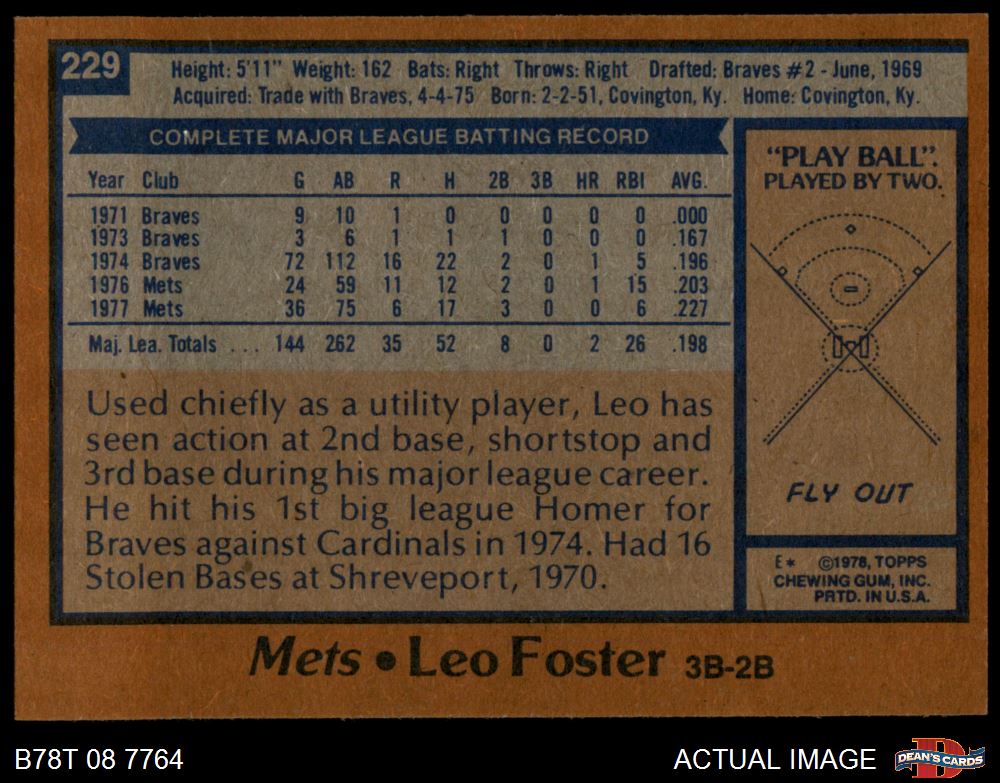 229
Height: 5'11" Weight: 162 Bats: Right Throws: Right Drafted: Braves #2 - June, 1969
Acquired: Trade with Braves, 4-4-75 Born: 2-2-51, Covington, Ky. Home: Covington, Ky.
COMPLETE MAJOR LEAGUE BATTING RECORD
Year Club G AB R H 2B 3B HR RBI AVG.
1971 Braves 9 10 1 0 0 0 0 0 .000
1973 Braves 3 6 1 1 1 0 0 0 .167
1974 Braves 72 112 16 22 2 0 1 5 .196
1976 Mets 24 59 11 12 2 0 1 15 .203
1977 Mets 36 75 6 17 3 0 0 6 .227
Maj. Lea. Totals ... 144 262 35 52 8 0 2 26 .198
Used chiefly as a utility player, Leo has
seen action at 2nd base, shortstop and
3rd base during his major league career.
He hit his 1st big league Homer for
Braves against Cardinals in 1974. Had 16
Stolen Bases at Shreveport, 1970.
"PLAY BALL".
PLAYED BY TWO.
FLY OUT
E* ©1978, TOPPS
CHEWING GUM, INC.
PRTD. IN U.S.A.
Mets • Leo Foster 3B-2B
B78T 08 7764
ACTUAL IMAGE
D
DEAN'S CARDS